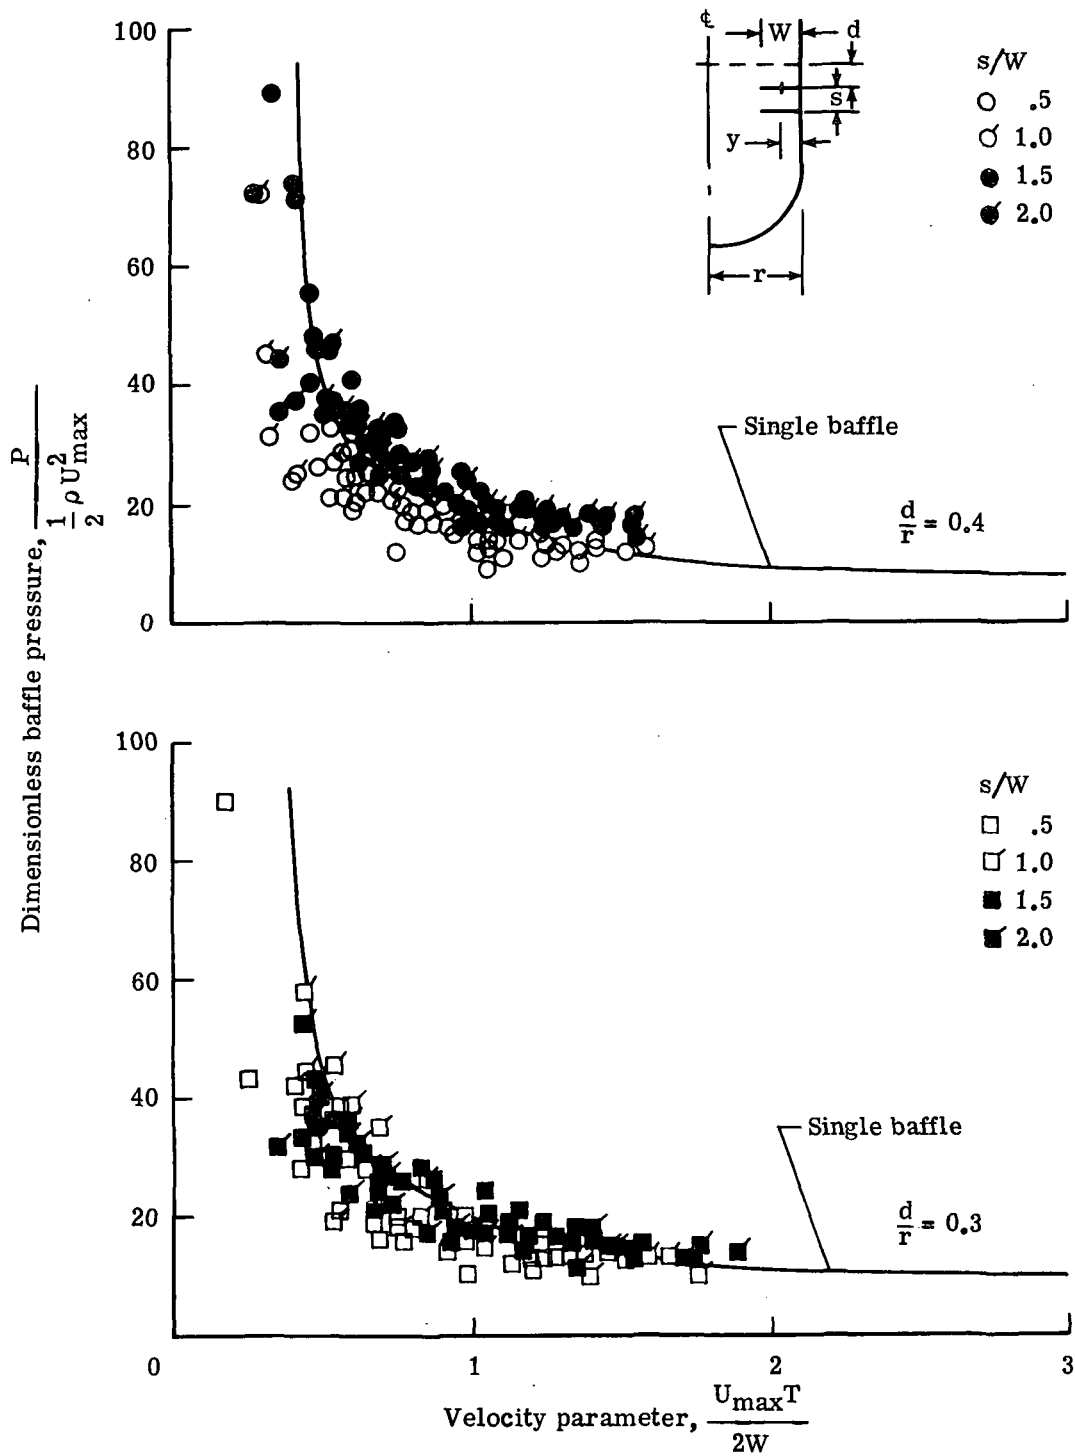 100
80
60
40
20
0
℄
W
d
s
y
r
s/W
.5
1.0
1.5
2.0
Single baffle
d/r = 0.4
Dimensionless baffle pressure, P / 1/2 ρ U²max
100
80
60
40
20
s/W
.5
1.0
1.5
2.0
Single baffle
d/r = 0.3
0
1
2
3
Velocity parameter, UmaxT / 2W